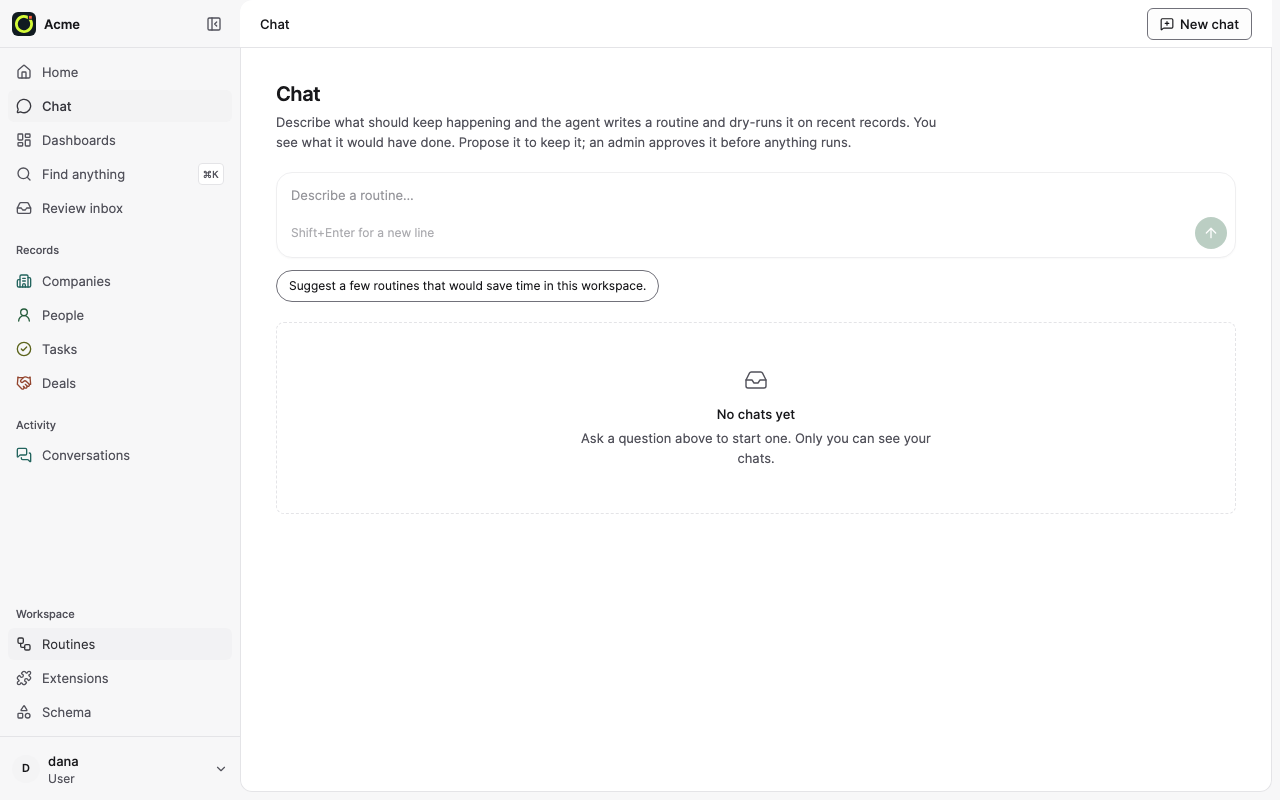 Acme
Home
Chat
Dashboards
Find anything
⌘K
Review inbox
Records
Companies
People
Tasks
Deals
Activity
Conversations
Workspace
Routines
Extensions
Schema
D
dana
User
Chat
New chat
Chat
Describe what should keep happening and the agent writes a routine and dry-runs it on recent records. You
see what it would have done. Propose it to keep it; an admin approves it before anything runs.
Describe a routine...
Shift+Enter for a new line
Suggest a few routines that would save time in this workspace.
No chats yet
Ask a question above to start one. Only you can see your
chats.